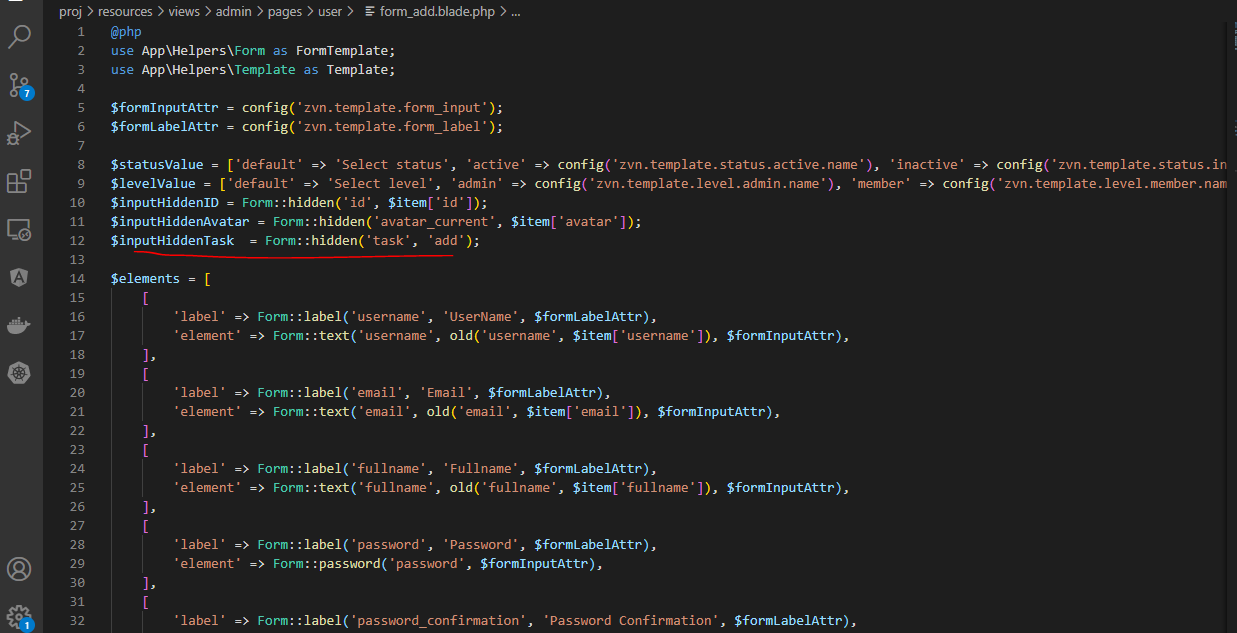 proj > resources > views > admin > pages > user > form_add.blade.php > ...
1 @php
2 use App\Helpers\Form as FormTemplate;
3 use App\Helpers\Template as Template;
4
5 $formInputAttr = config('zvn.template.form_input');
6 $formLabelAttr = config('zvn.template.form_label');
7
8 $statusValue = ['default' => 'Select status', 'active' => config('zvn.template.status.active.name'), 'inactive' => config('zvn.template.status.in
9 $levelValue = ['default' => 'Select level', 'admin' => config('zvn.template.level.admin.name'), 'member' => config('zvn.template.level.member.nam
10 $inputHiddenID = Form::hidden('id', $item['id']);
11 $inputHiddenAvatar = Form::hidden('avatar_current', $item['avatar']);
12 $inputHiddenTask  = Form::hidden('task', 'add');
13
14 $elements = [
15     [
16         'label' => Form::label('username', 'UserName', $formLabelAttr),
17         'element' => Form::text('username', old('username', $item['username']), $formInputAttr),
18     ],
19     [
20         'label' => Form::label('email', 'Email', $formLabelAttr),
21         'element' => Form::text('email', old('email', $item['email']), $formInputAttr),
22     ],
23     [
24         'label' => Form::label('fullname', 'Fullname', $formLabelAttr),
25         'element' => Form::text('fullname', old('fullname', $item['fullname']), $formInputAttr),
26     ],
27     [
28         'label' => Form::label('password', 'Password', $formLabelAttr),
29         'element' => Form::password('password', $formInputAttr),
30     ],
31     [
32         'label' => Form::label('password_confirmation', 'Password Confirmation', $formLabelAttr),
7
1